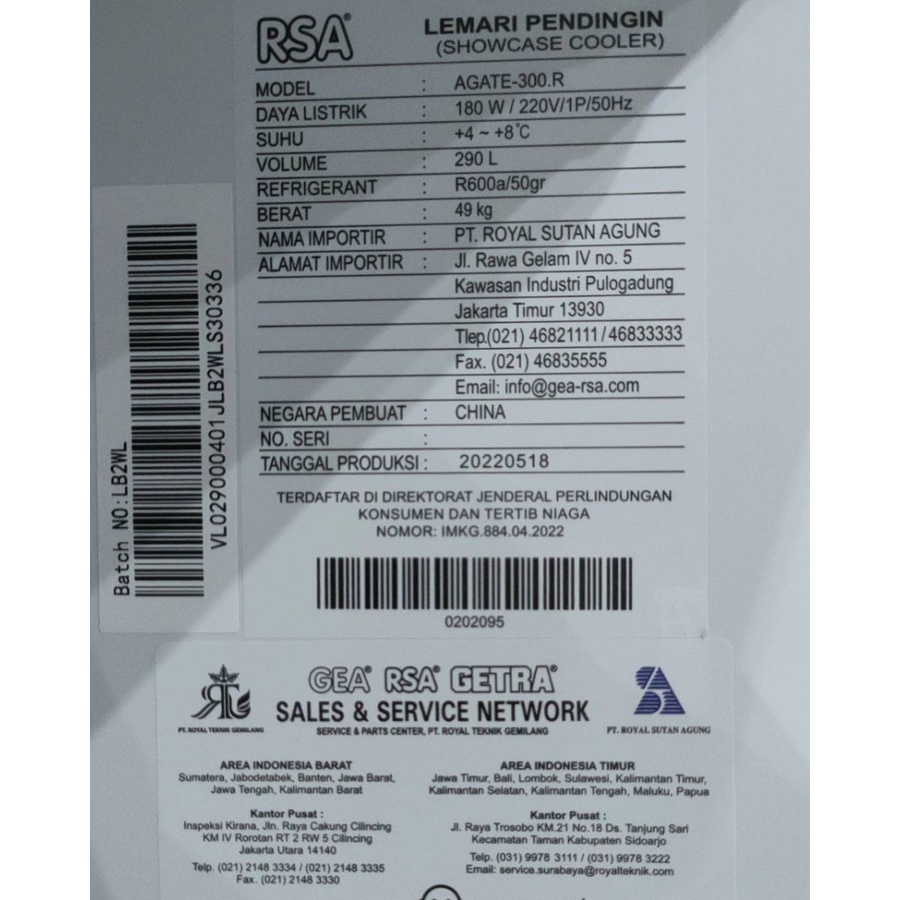 RSA®
LEMARI PENDINGIN
(SHOWCASE COOLER)
MODEL : AGATE-300.R
DAYA LISTRIK : 180 W / 220V/1P/50Hz
SUHU : +4 ~ +8°C
VOLUME : 290 L
REFRIGERANT : R600a/50gr
BERAT : 49 kg
NAMA IMPORTIR : PT. ROYAL SUTAN AGUNG
ALAMAT IMPORTIR : Jl. Rawa Gelam IV no. 5
Kawasan Industri Pulogadung
Jakarta Timur 13930
Tlep.(021) 46821111 / 46833333
Fax. (021) 46835555
Email: info@gea-rsa.com
NEGARA PEMBUAT : CHINA
NO. SERI :
TANGGAL PRODUKSI : 20220518
TERDAFTAR DI DIREKTORAT JENDERAL PERLINDUNGAN
KONSUMEN DAN TERTIB NIAGA
NOMOR: IMKG.884.04.2022
0202095
Batch NO:LB2WL
VL029000401JLB2WLS30336
GEA® RSA® GETRA®
SALES & SERVICE NETWORK
SERVICE & PARTS CENTER, PT. ROYAL TEKNIK GEMILANG
PT. ROYAL TEKNIK GEMILANG
PT. ROYAL SUTAN AGUNG
AREA INDONESIA BARAT
Sumatera, Jabodetabek, Banten, Jawa Barat,
Jawa Tengah, Kalimantan Barat
Kantor Pusat :
Inspeksi Kirana, Jln. Raya Cakung Cilincing
KM IV Rorotan RT 2 RW 5 Cilincing
Jakarta Utara 14140
Telp. (021) 2148 3334 / (021) 2148 3335
Fax. (021) 2148 3330
AREA INDONESIA TIMUR
Jawa Timur, Bali, Lombok, Sulawesi, Kalimantan Timur,
Kalimantan Selatan, Kalimantan Tengah, Maluku, Papua
Kantor Pusat :
Jl. Raya Trosobo KM.21 No.18 Ds. Tanjung Sari
Kecamatan Taman Kabupaten Sidoarjo
Telp. (031) 9978 3111 / (031) 9978 3222
Email: service.surabaya@royalteknik.com